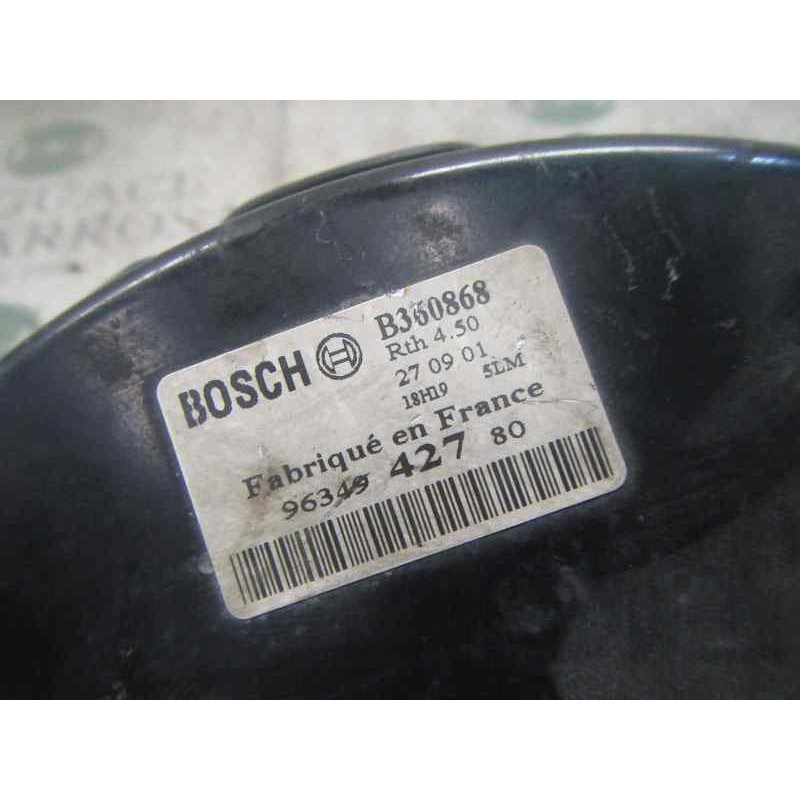 BOSCH B360868
Rth 4.50
27 09 01
18H19 5LM
Fabriqué en France
96349 427 80